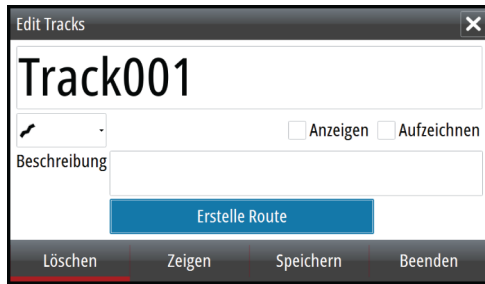 Edit Tracks
Track001
Anzeigen Aufzeichnen
Beschreibung
Erstelle Route
Löschen Zeigen Speichern Beenden